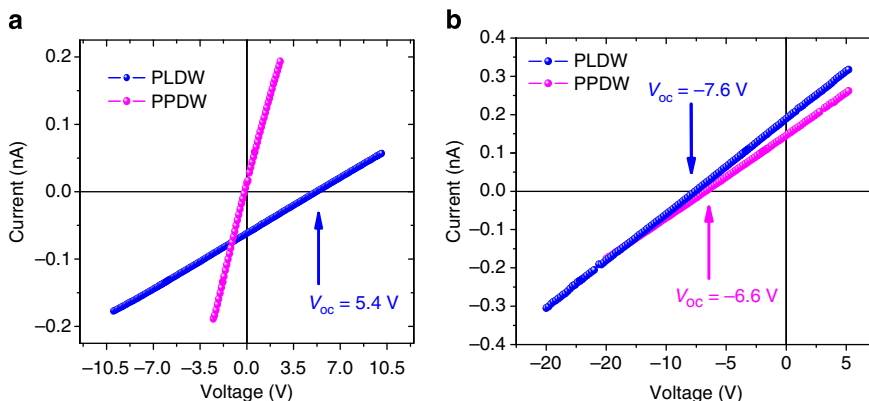 a
b
0.2
0.1
0.0
−0.1
−0.2
Current (nA)
PLDW
PPDW
V_oc = 5.4 V
−10.5 −7.0 −3.5 0.0 3.5 7.0 10.5
Voltage (V)
0.4
0.3
0.2
0.1
0.0
−0.1
−0.2
−0.3
−0.4
Current (nA)
PLDW
PPDW
V_oc = −7.6 V
V_oc = −6.6 V
−20 −20 −15 −5 0 5
Voltage (V)